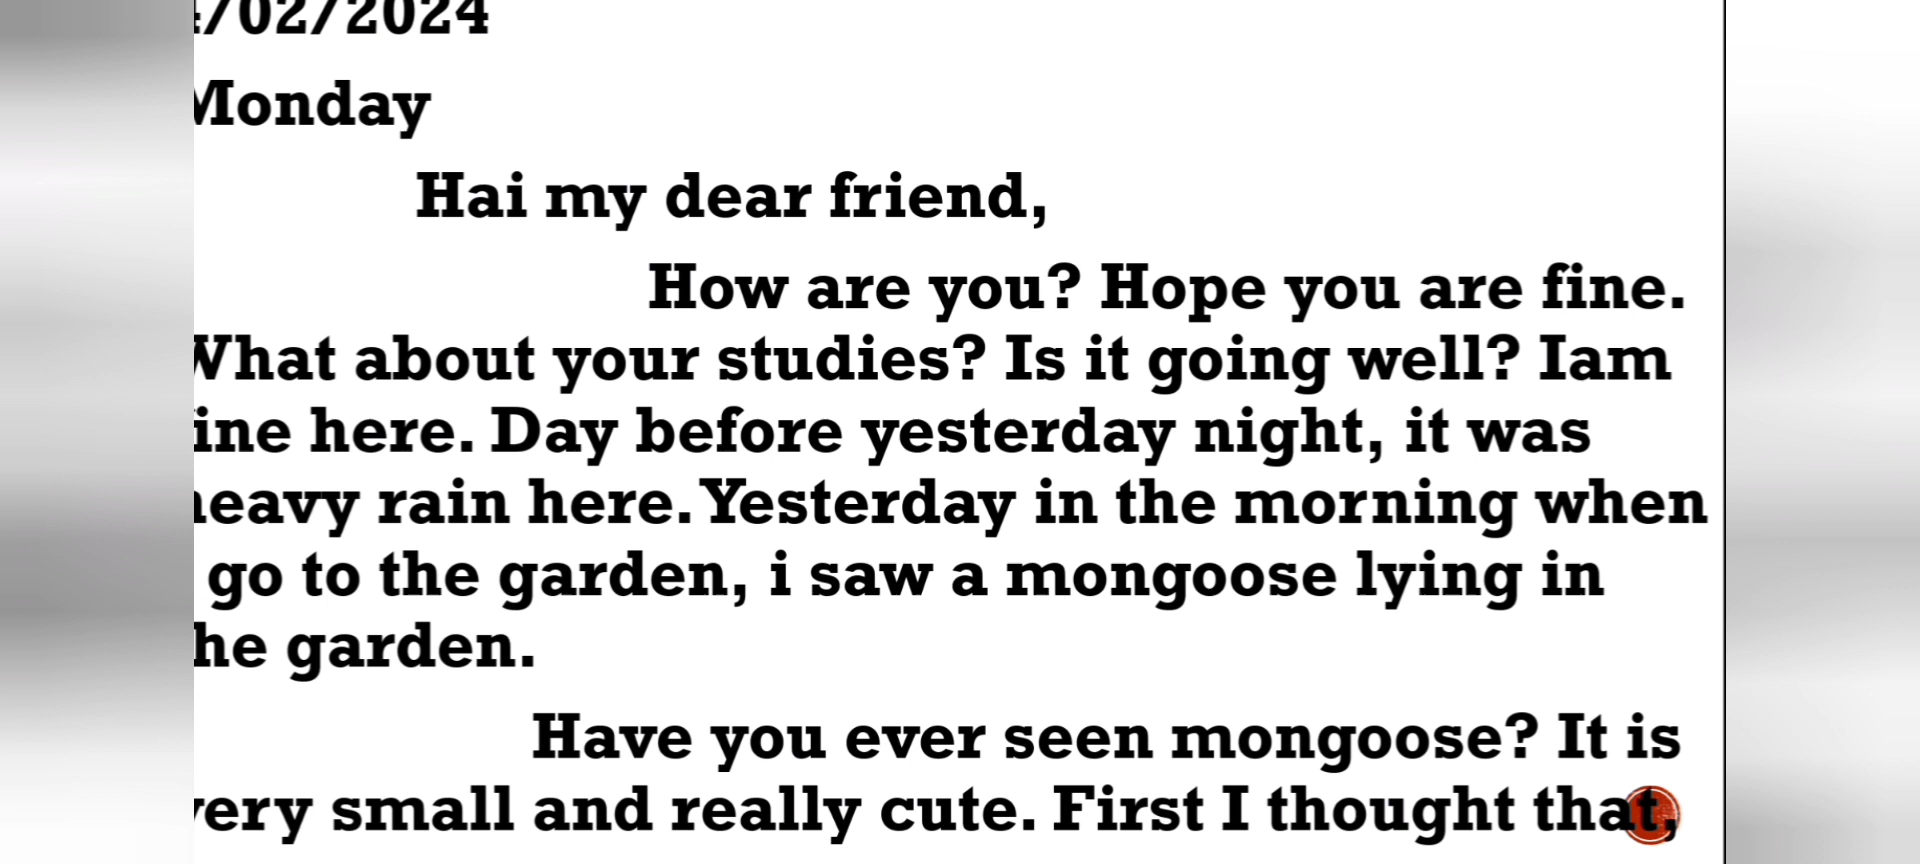 /02/2024
Monday
Hai my dear friend,
How are you? Hope you are fine.
What about your studies? Is it going well? Iam
ine here. Day before yesterday night, it was
heavy rain here. Yesterday in the morning when
go to the garden, i saw a mongoose lying in
he garden.
Have you ever seen mongoose? It is
very small and really cute. First I thought that,